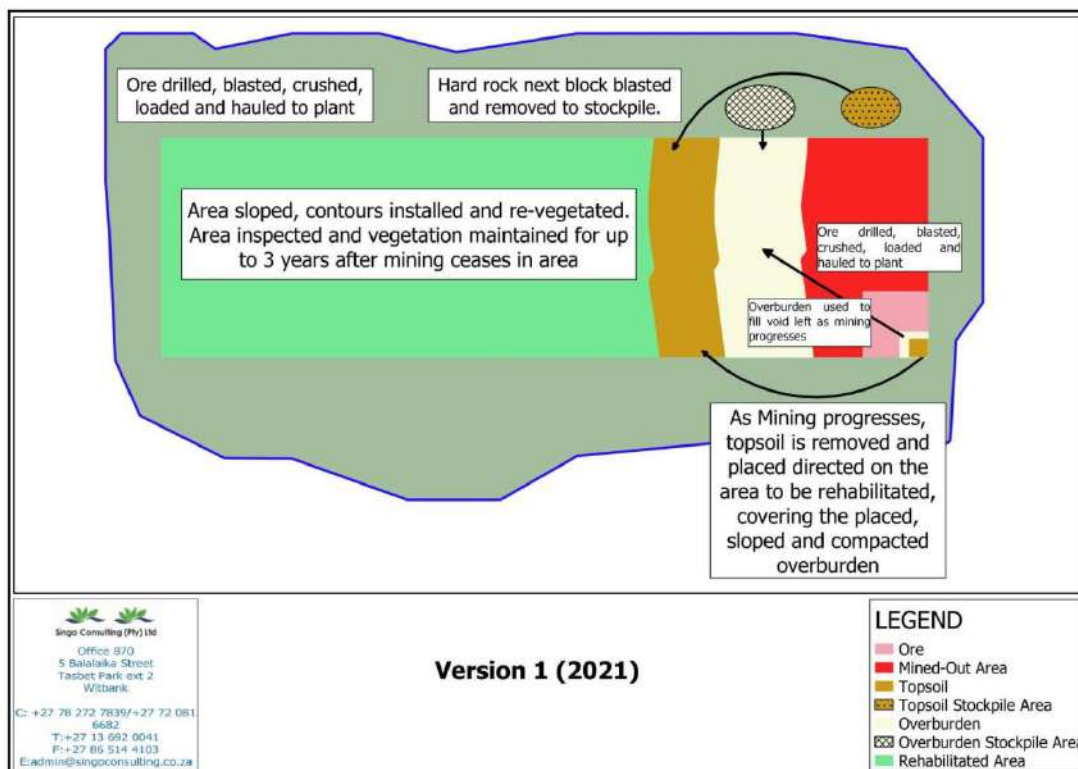 Ore drilled, blasted, crushed,
loaded and hauled to plant
Hard rock next block blasted
and removed to stockpile.
Area sloped, contours installed and re-vegetated.
Area inspected and vegetation maintained for up
to 3 years after mining ceases in area
Ore drilled, blasted,
crushed, loaded and
hauled to plant
Overburden used to
fill void left as mining
progresses
As Mining progresses,
topsoil is removed and
placed directed on the
area to be rehabilitated,
covering the placed,
sloped and compacted
overburden
Singo Consulting (Pty) Ltd
Office 870
5 Balalaika Street
Tasbet Park ext 2
Witbank
C: +27 78 272 7839/+27 72 081
6682
T:+27 13 692 0041
F:+27 86 514 4103
E:admin@singoconsulting.co.za
Version 1 (2021)
LEGEND
Ore
Mined-Out Area
Topsoil
Topsoil Stockpile Area
Overburden
Overburden Stockpile Area
Rehabilitated Area